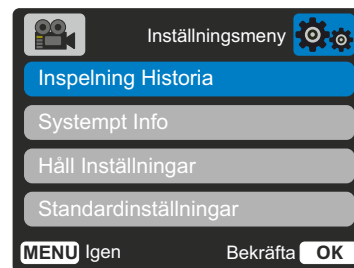 Inställningsmeny
Inspelning Historia
Systempt Info
Håll Inställningar
Standardinställningar
MENU Igen Bekräfta OK